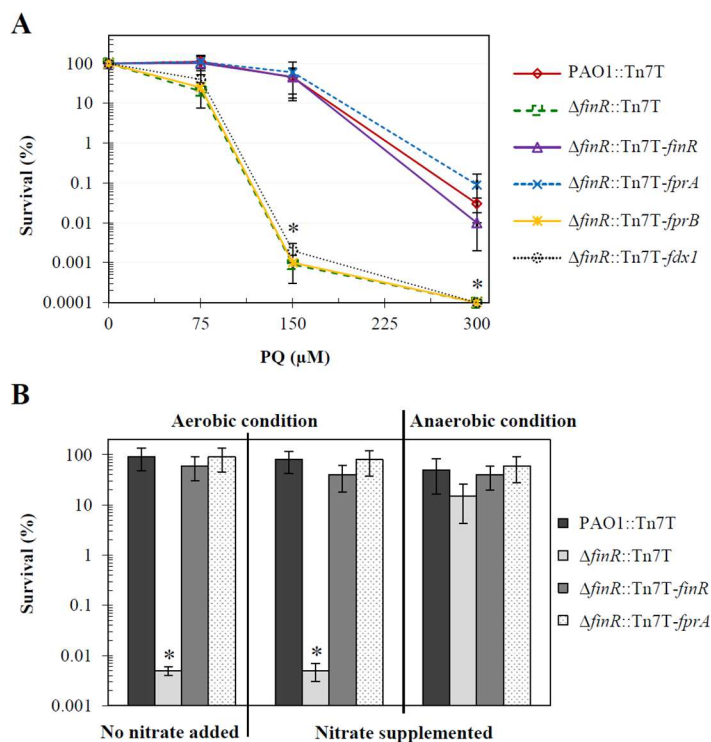 A
100
10
1
0.1
0.01
0.001
0.0001
Survival (%)
0 75 150 225 300
PQ (µM)
*
*
PAO1::Tn7T
ΔfinR::Tn7T
ΔfinR::Tn7T-finR
ΔfinR::Tn7T-fprA
ΔfinR::Tn7T-fprB
ΔfinR::Tn7T-fdx1
B
Aerobic condition Anaerobic condition
100
10
1
0.1
0.01
0.001
Survival (%)
* *
No nitrate added Nitrate supplemented
PAO1::Tn7T
ΔfinR::Tn7T
ΔfinR::Tn7T-finR
ΔfinR::Tn7T-fprA